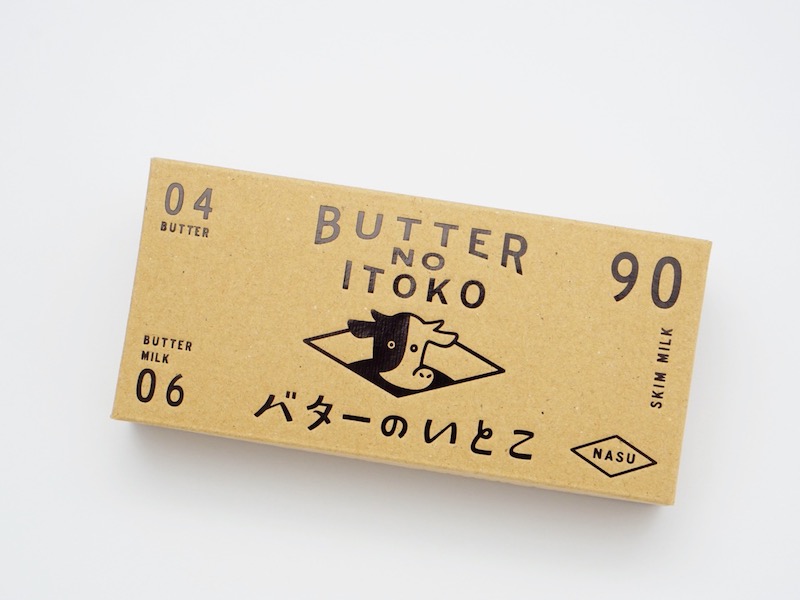 04
BUTTER
BUTTER
NO
ITOKO
90
SKIM MILK
BUTTER
MILK
06
バターのいとこ
NASU